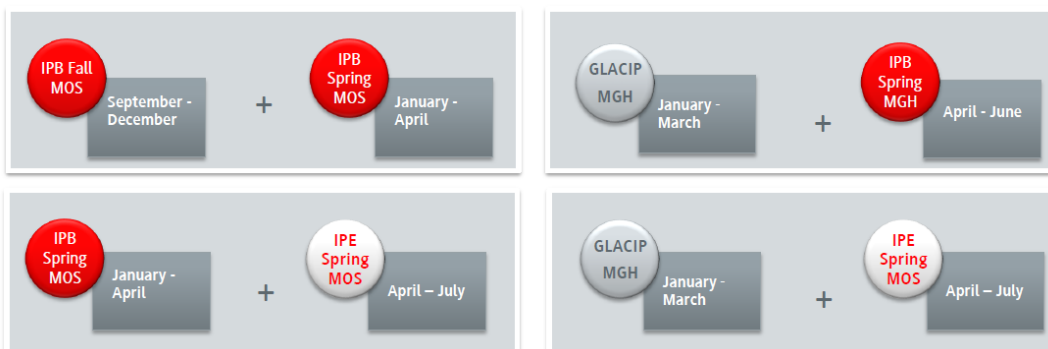 IPB Fall
MOS
September -
December
+
IPB
Spring
MOS
January -
April
GLACIP
MGH
January -
March
+
IPB
Spring
MGH
April - June
IPB
Spring
MOS
January -
April
+
IPE
Spring
MOS
April – July
GLACIP
MGH
January -
March
+
IPE
Spring
MOS
April – July